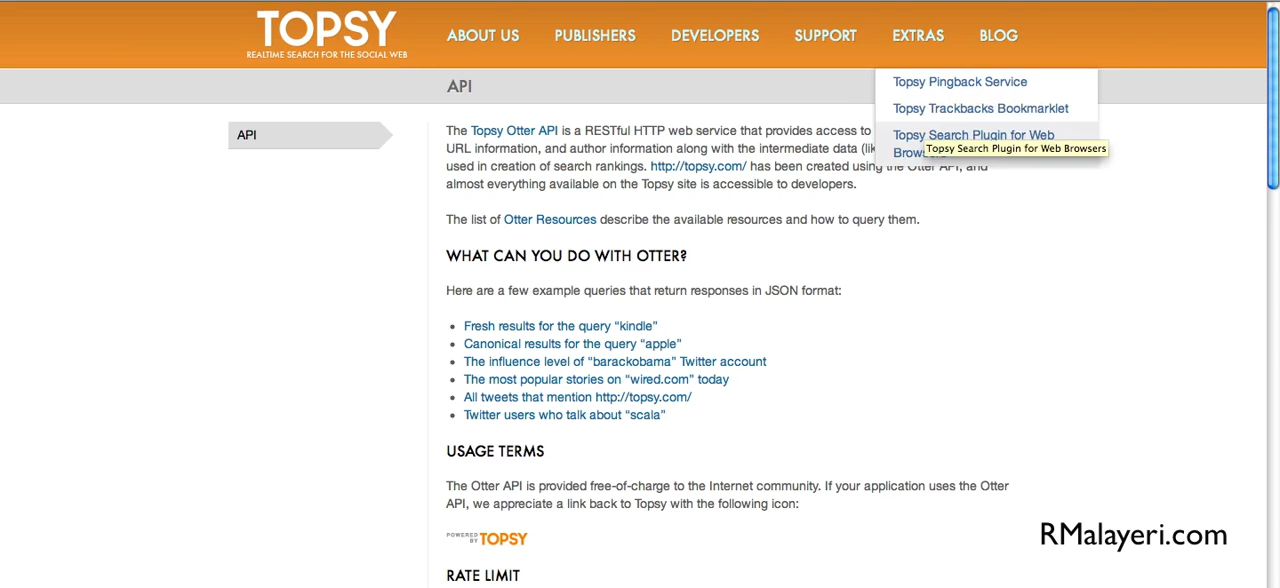 TOPSY
REALTIME SEARCH FOR THE SOCIAL WEB
ABOUT US
PUBLISHERS
DEVELOPERS
SUPPORT
EXTRAS
BLOG
API
Topsy Pingback Service
Topsy Trackbacks Bookmarklet
Topsy Search Plugin for Web
Topsy Search Plugin for Web Browsers
API
The Topsy Otter API is a RESTful HTTP web service that provides access to
URL information, and author information along with the intermediate data
used in creation of search rankings. http://topsy.com/ has been created using the Otter API, and
almost everything available on the Topsy site is accessible to developers.
The list of Otter Resources describe the available resources and how to query them.
WHAT CAN YOU DO WITH OTTER?
Here are a few example queries that return responses in JSON format:
• Fresh results for the query “kindle”
• Canonical results for the query “apple”
• The influence level of “barackobama” Twitter account
• The most popular stories on “wired.com” today
• All tweets that mention http://topsy.com/
• Twitter users who talk about “scala”
USAGE TERMS
The Otter API is provided free-of-charge to the Internet community. If your application uses the Otter
API, we appreciate a link back to Topsy with the following icon:
POWERED BY TOPSY
RMalayeri.com
RATE LIMIT